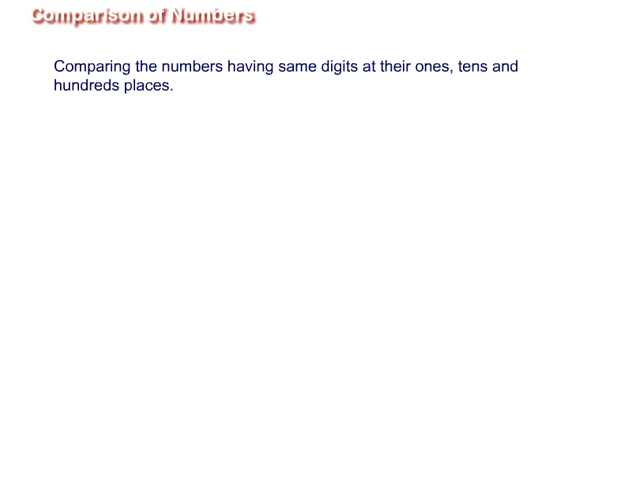 Comparison of Numbers
Comparing the numbers having same digits at their ones, tens and
hundreds places.